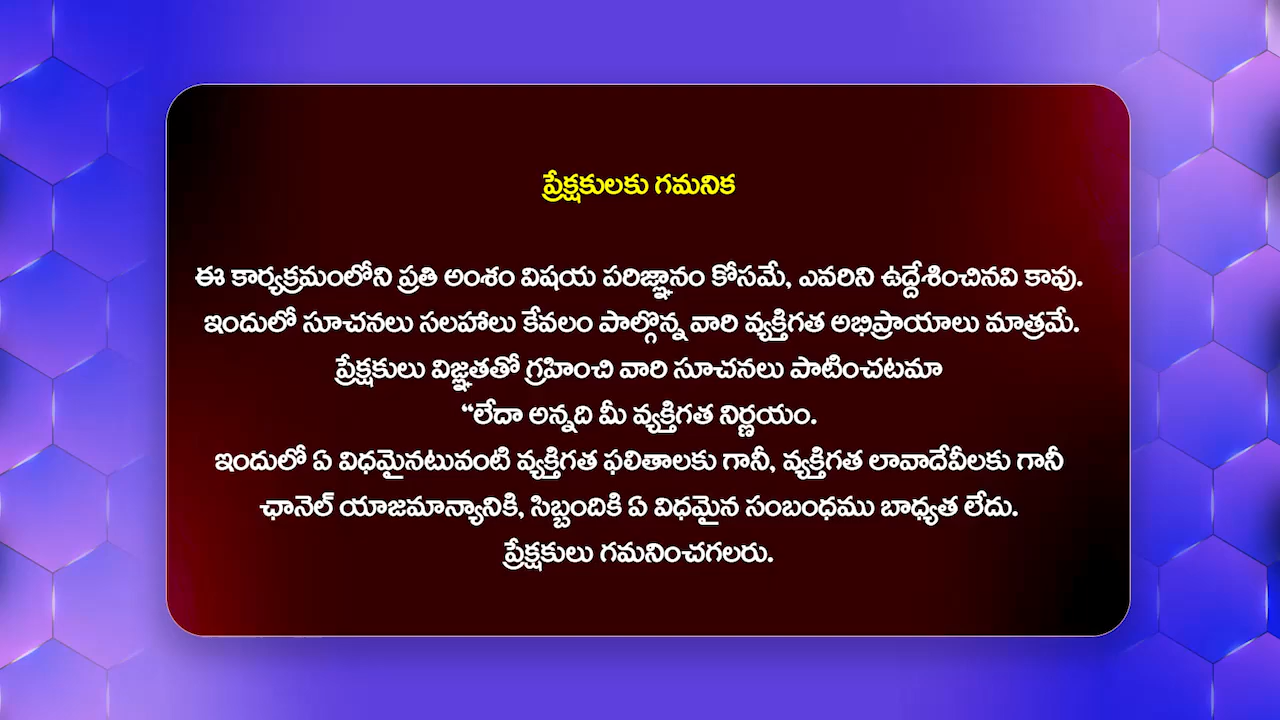 ప్రేక్షకులకు గమనిక
ఈ కార్యక్రమంలోని ప్రతి అంశం విషయ పరిజ్ఞానం కోసమే, ఎవరిని ఉద్దేశించినవి కావు.
ఇందులో సూచనలు సలహాలు కేవలం పాల్గొన్న వారి వ్యక్తిగత అభిప్రాయాలు మాత్రమే.
ప్రేక్షకులు విజ్ఞతతో గ్రహించి వారి సూచనలు పాటించటమా
“లేదా అన్నది మీ వ్యక్తిగత నిర్ణయం.
ఇందులో ఏ విధమైనటువంటి వ్యక్తిగత ఫలితాలకు గానీ, వ్యక్తిగత లావాదేవీలకు గానీ
ఛానెల్ యాజమాన్యానికి, సిబ్బందికి ఏ విధమైన సంబంధము బాధ్యత లేదు.
ప్రేక్షకులు గమనించగలరు.